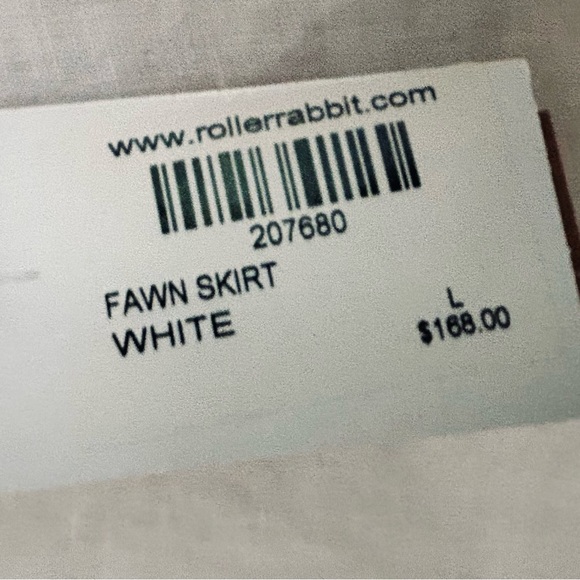 www.rollerrabbit.com
207680
FAWN SKIRT
WHITE
L
$168.00